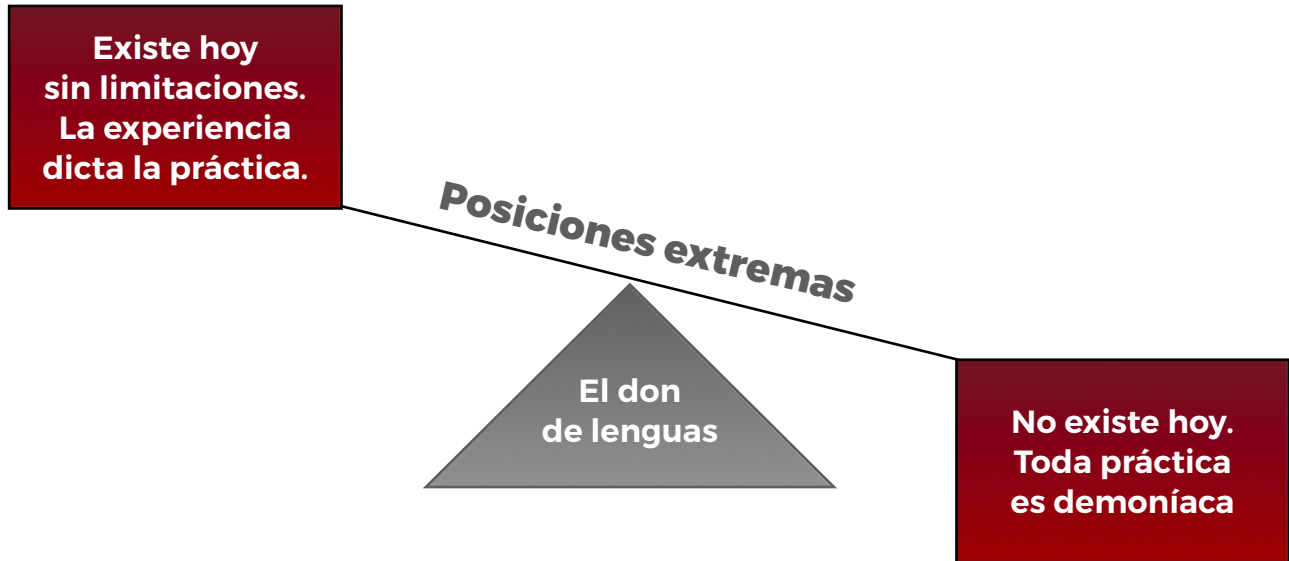 Existe hoy
sin limitaciones.
La experiencia
dicta la práctica.
Posiciones extremas
El don
de lenguas
No existe hoy.
Toda práctica
es demoníaca